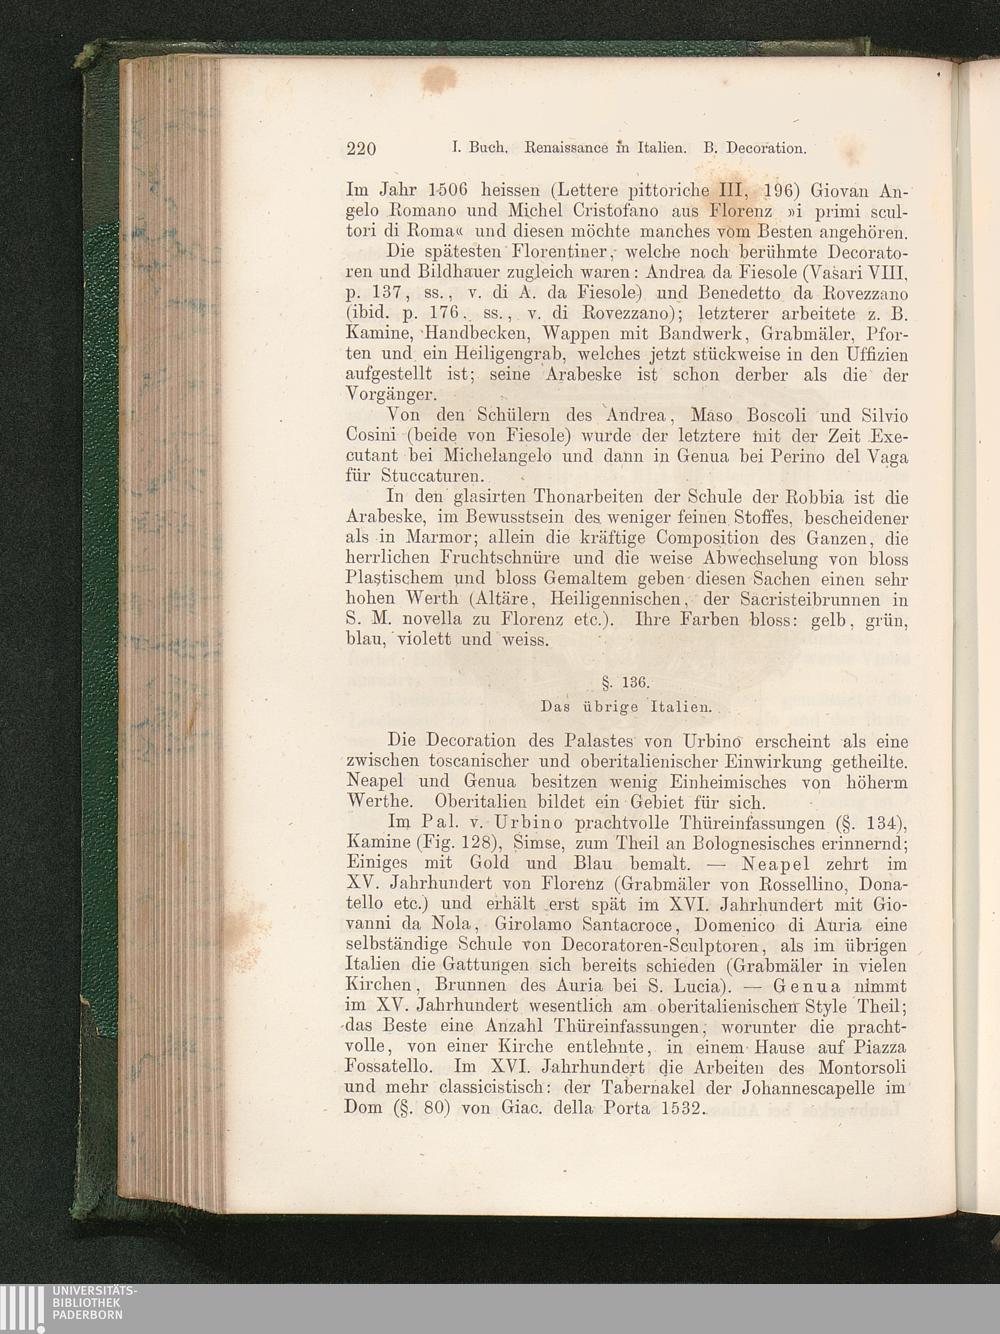 220 I. Buch. Renaissance in Italien. B. Decoration.
Im Jahr 1506 heissen (Lettere pittoriche III, 196) Giovan An-
gelo Romano und Michel Cristofano aus Florenz »i primi scul-
tori di Roma« und diesen möchte manches vom Besten angehören.
Die spätesten Florentiner, welche noch berühmte Decorato-
ren und Bildhauer zugleich waren: Andrea da Fiesole (Vasari VIII,
p. 137, ss., v. di A. da Fiesole) und Benedetto da Rovezzano
(ibid. p. 176. ss., v. di Rovezzano); letzterer arbeitete z. B.
Kamine, Handbecken, Wappen mit Bandwerk, Grabmäler, Pfor-
ten und ein Heiligengrab, welches jetzt stückweise in den Uffizien
aufgestellt ist; seine Arabeske ist schon derber als die der
Vorgänger.
Von den Schülern des Andrea, Maso Boscoli und Silvio
Cosini (beide von Fiesole) wurde der letztere mit der Zeit Exe-
cutant bei Michelangelo und dann in Genua bei Perino del Vaga
für Stuccaturen.
In den glasirten Thonarbeiten der Schule der Robbia ist die
Arabeske, im Bewusstsein des weniger feinen Stoffes, bescheidener
als in Marmor; allein die kräftige Composition des Ganzen, die
herrlichen Fruchtschnüre und die weise Abwechselung von bloss
Plastischem und bloss Gemaltem geben diesen Sachen einen sehr
hohen Werth (Altäre, Heiligennischen, der Sacristeibrunnen in
S. M. novella zu Florenz etc.). Ihre Farben bloss: gelb, grün,
blau, violett und weiss.
§. 136.
Das übrige Italien.
Die Decoration des Palastes von Urbino erscheint als eine
zwischen toscanischer und oberitalienischer Einwirkung getheilte.
Neapel und Genua besitzen wenig Einheimisches von höherm
Werthe. Oberitalien bildet ein Gebiet für sich.
Im Pal. v. Urbino prachtvolle Thüreinfassungen (§. 134),
Kamine (Fig. 128), Simse, zum Theil an Bolognesisches erinnernd;
Einiges mit Gold und Blau bemalt. — Neapel zehrt im
XV. Jahrhundert von Florenz (Grabmäler von Rossellino, Dona-
tello etc.) und erhält erst spät im XVI. Jahrhundert mit Gio-
vanni da Nola, Girolamo Santacroce, Domenico di Auria eine
selbständige Schule von Decoratoren-Sculptoren, als im übrigen
Italien die Gattungen sich bereits schieden (Grabmäler in vielen
Kirchen, Brunnen des Auria bei S. Lucia). — Genua nimmt
im XV. Jahrhundert wesentlich am oberitalienischen Style Theil;
das Beste eine Anzahl Thüreinfassungen, worunter die pracht-
volle, von einer Kirche entlehnte, in einem Hause auf Piazza
Fossatello. Im XVI. Jahrhundert die Arbeiten des Montorsoli
und mehr classicistisch: der Tabernakel der Johannescapelle im
Dom (§. 80) von Giac. della Porta 1532.
UNIVERSITÄTS-
BIBLIOTHEK
PADERBORN